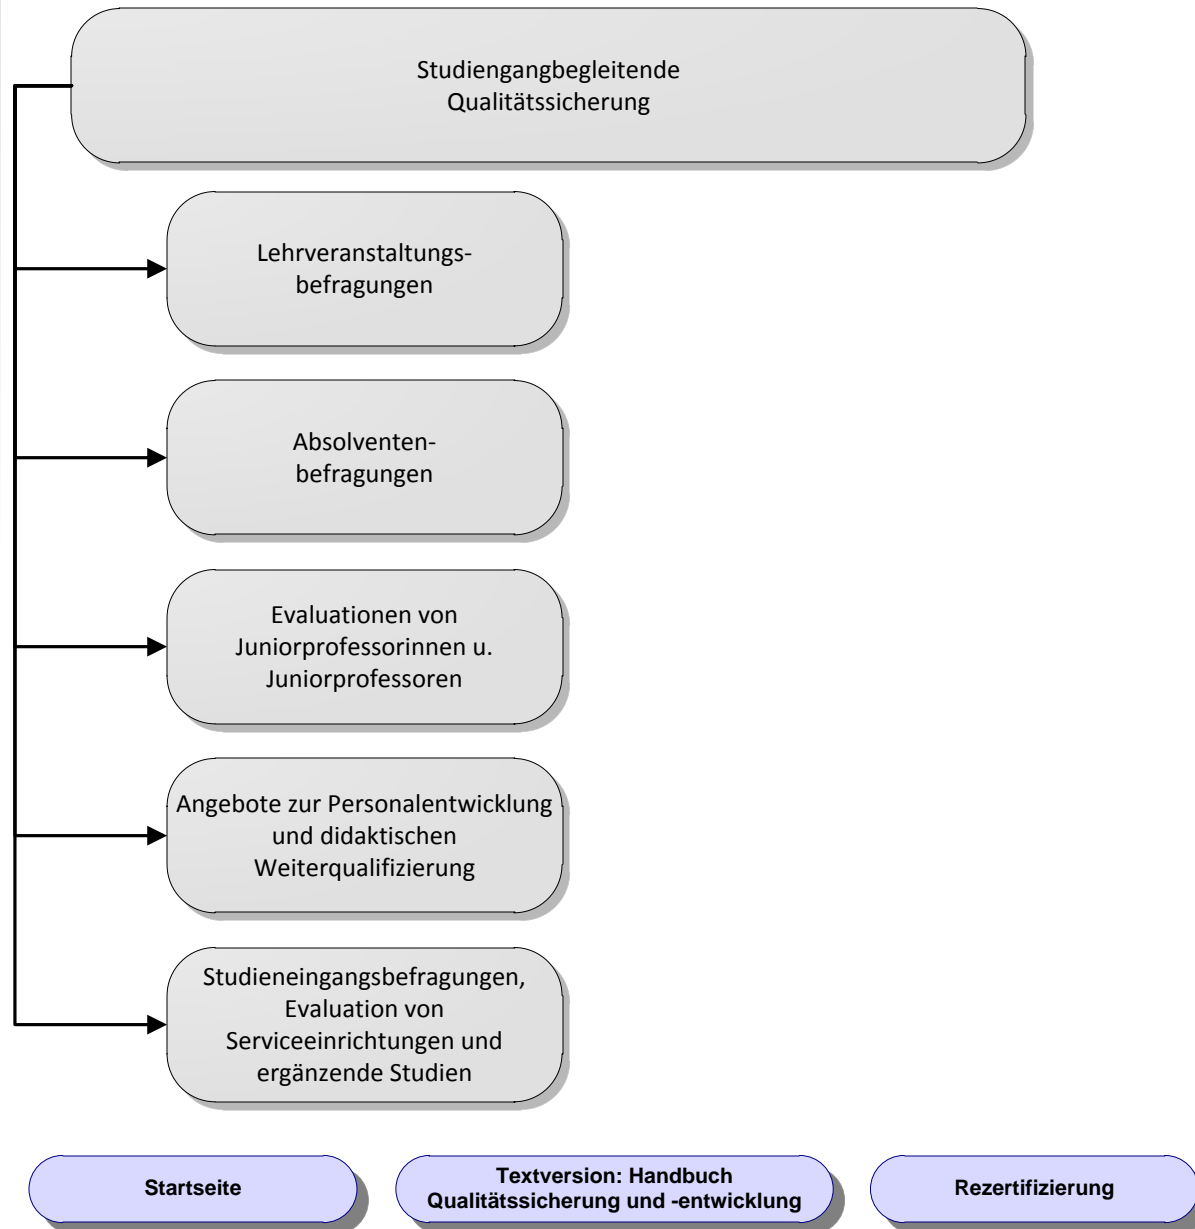 Studiengangbegleitende
Qualitätssicherung
Lehrveranstaltungs-
befragungen
Absolventen-
befragungen
Evaluationen von
Juniorprofessorinnen u.
Juniorprofessoren
Angebote zur Personalentwicklung
und didaktischen
Weiterqualifizierung
Studieneingangsbefragungen,
Evaluation von
Serviceeinrichtungen und
ergänzende Studien
Startseite
Textversion: Handbuch
Qualitätssicherung und -entwicklung
Rezertifizierung